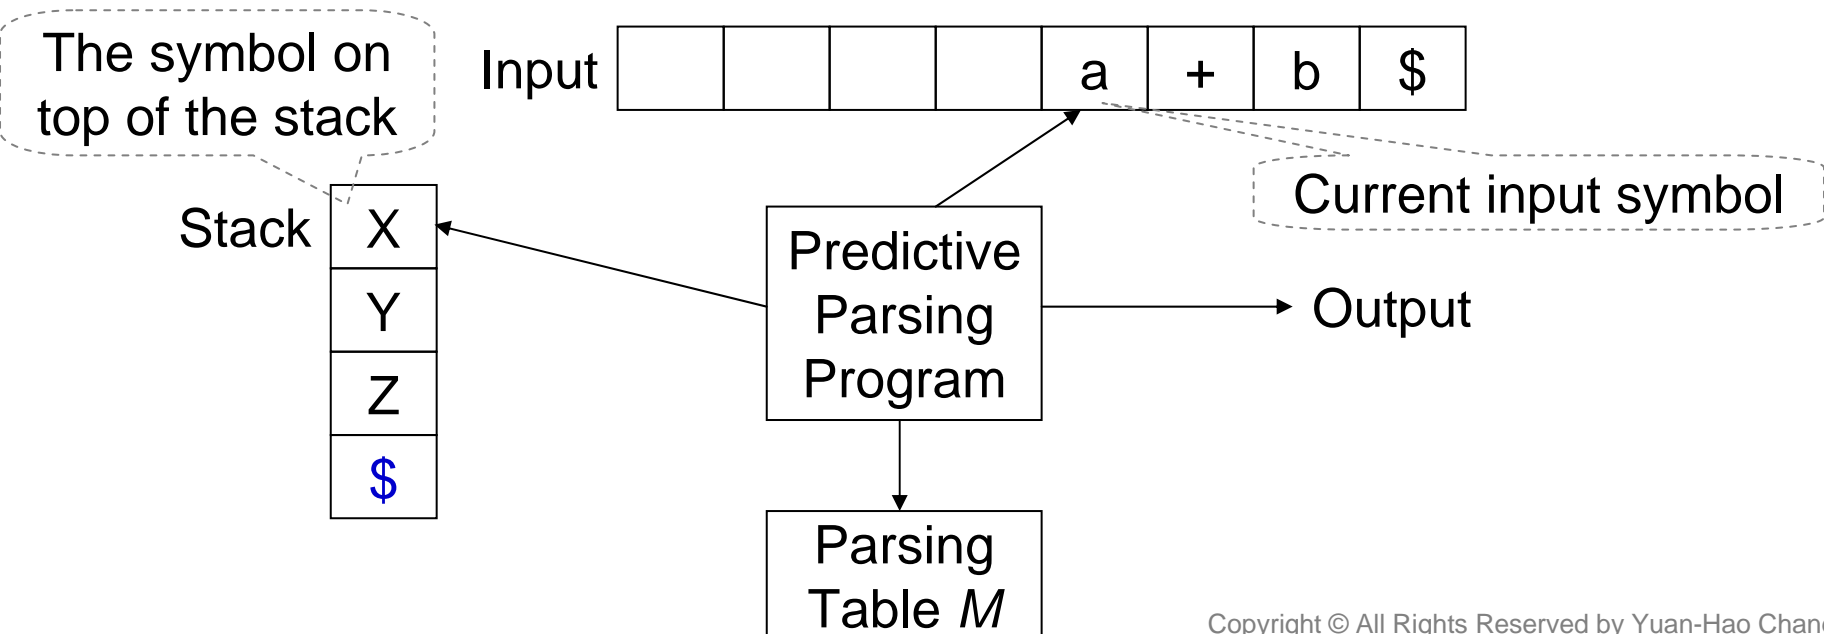 The symbol on
top of the stack
Input
a + b $
Current input symbol
Stack
X
Y
Z
$
Predictive
Parsing
Program
Output
Parsing
Table M
Copyright © All Rights Reserved by Yuan-Hao Chang